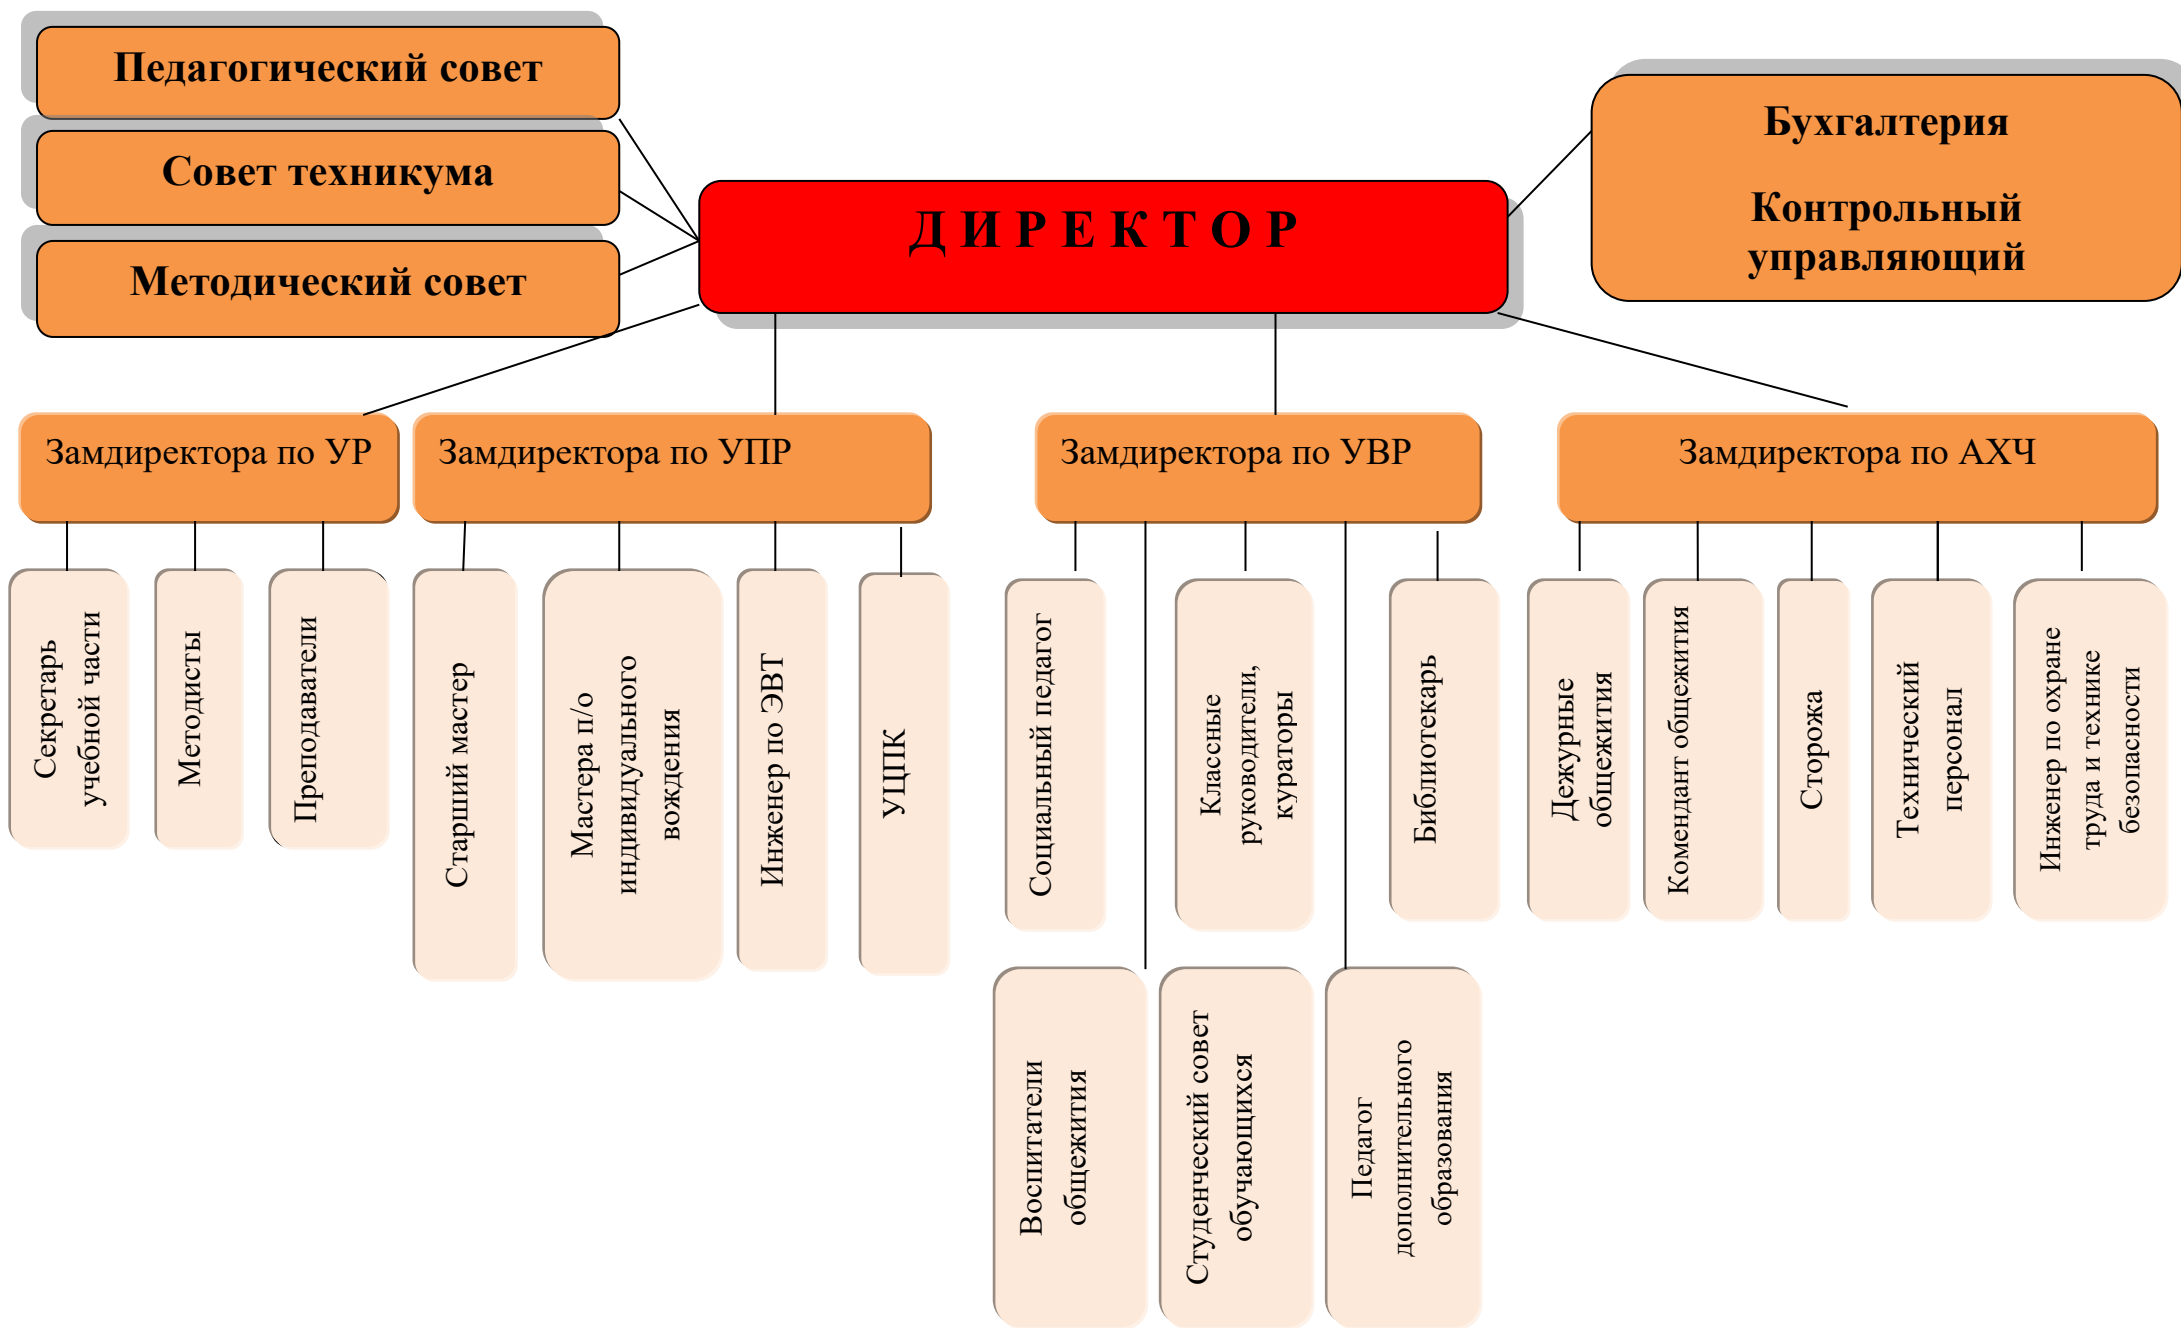 Педагогический совет
Совет техникума
Методический совет
Д И Р Е К Т О Р
Бухгалтерия
Контрольный
управляющий
Замдиректора по УР
Замдиректора по УПР
Замдиректора по УВР
Замдиректора по АХЧ
Секретарь
учебной части
Методисты
Преподаватели
Старший мастер
Мастера п/о
индивидуального
вождения
Инженер по ЭВТ
УЦПК
Социальный педагог
Классные
руководители,
кураторы
Библиотекарь
Дежурные
общежития
Комендант общежития
Сторожа
Технический
персонал
Инженер по охране
труда и технике
безопасности
Воспитатели
общежития
Студенческий совет
обучающихся
Педагог
дополнительного
образования